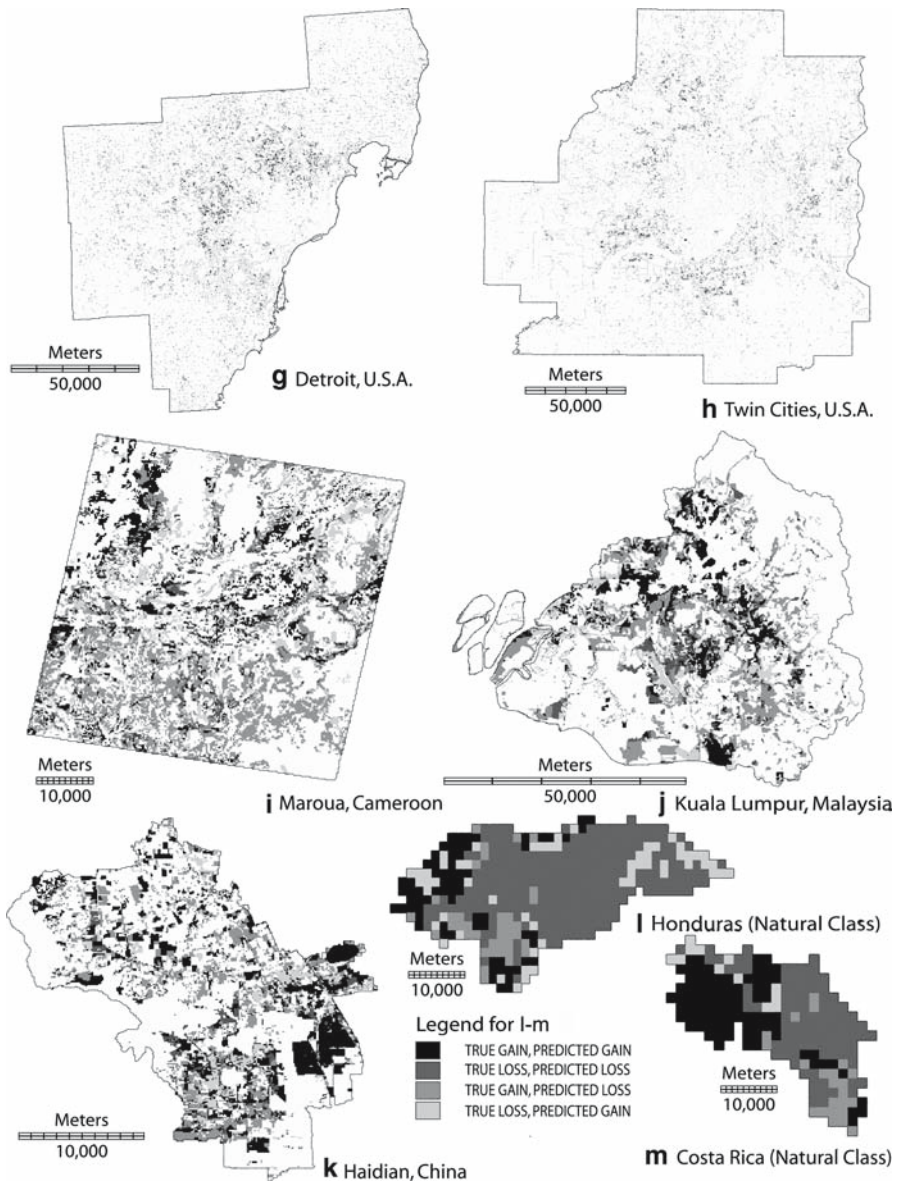 Meters
50,000
g Detroit, U.S.A.
Meters
50,000
h Twin Cities, U.S.A.
Meters
10,000
i Maroua, Cameroon
Meters
50,000
j Kuala Lumpur, Malaysia
Meters
10,000
k Haidian, China
Meters
10,000
l Honduras (Natural Class)
Legend for l-m
TRUE GAIN, PREDICTED GAIN
TRUE LOSS, PREDICTED LOSS
TRUE GAIN, PREDICTED LOSS
TRUE LOSS, PREDICTED GAIN
Meters
10,000
m Costa Rica (Natural Class)